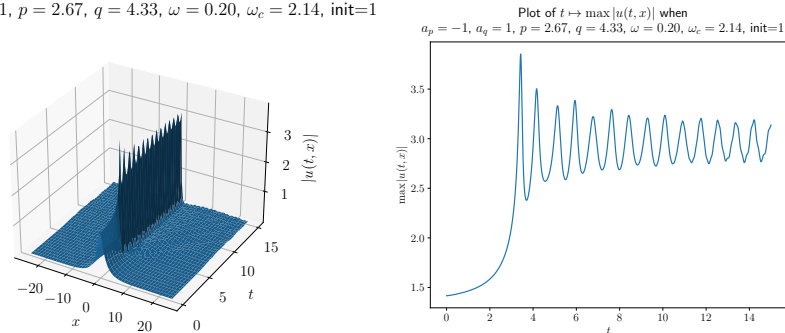 1, p = 2.67, q = 4.33, ω = 0.20, ω_c = 2.14, init=1
3
2
1
|u(t, x)|
−20
−10
0
10
20
x
0
5
10
15
t
Plot of t ↦ max |u(t, x)| when
a_p = −1, a_q = 1, p = 2.67, q = 4.33, ω = 0.20, ω_c = 2.14, init=1
3.5
3.0
2.5
2.0
1.5
max |u(t, x)|
0 2 4 6 8 10 12 14
t